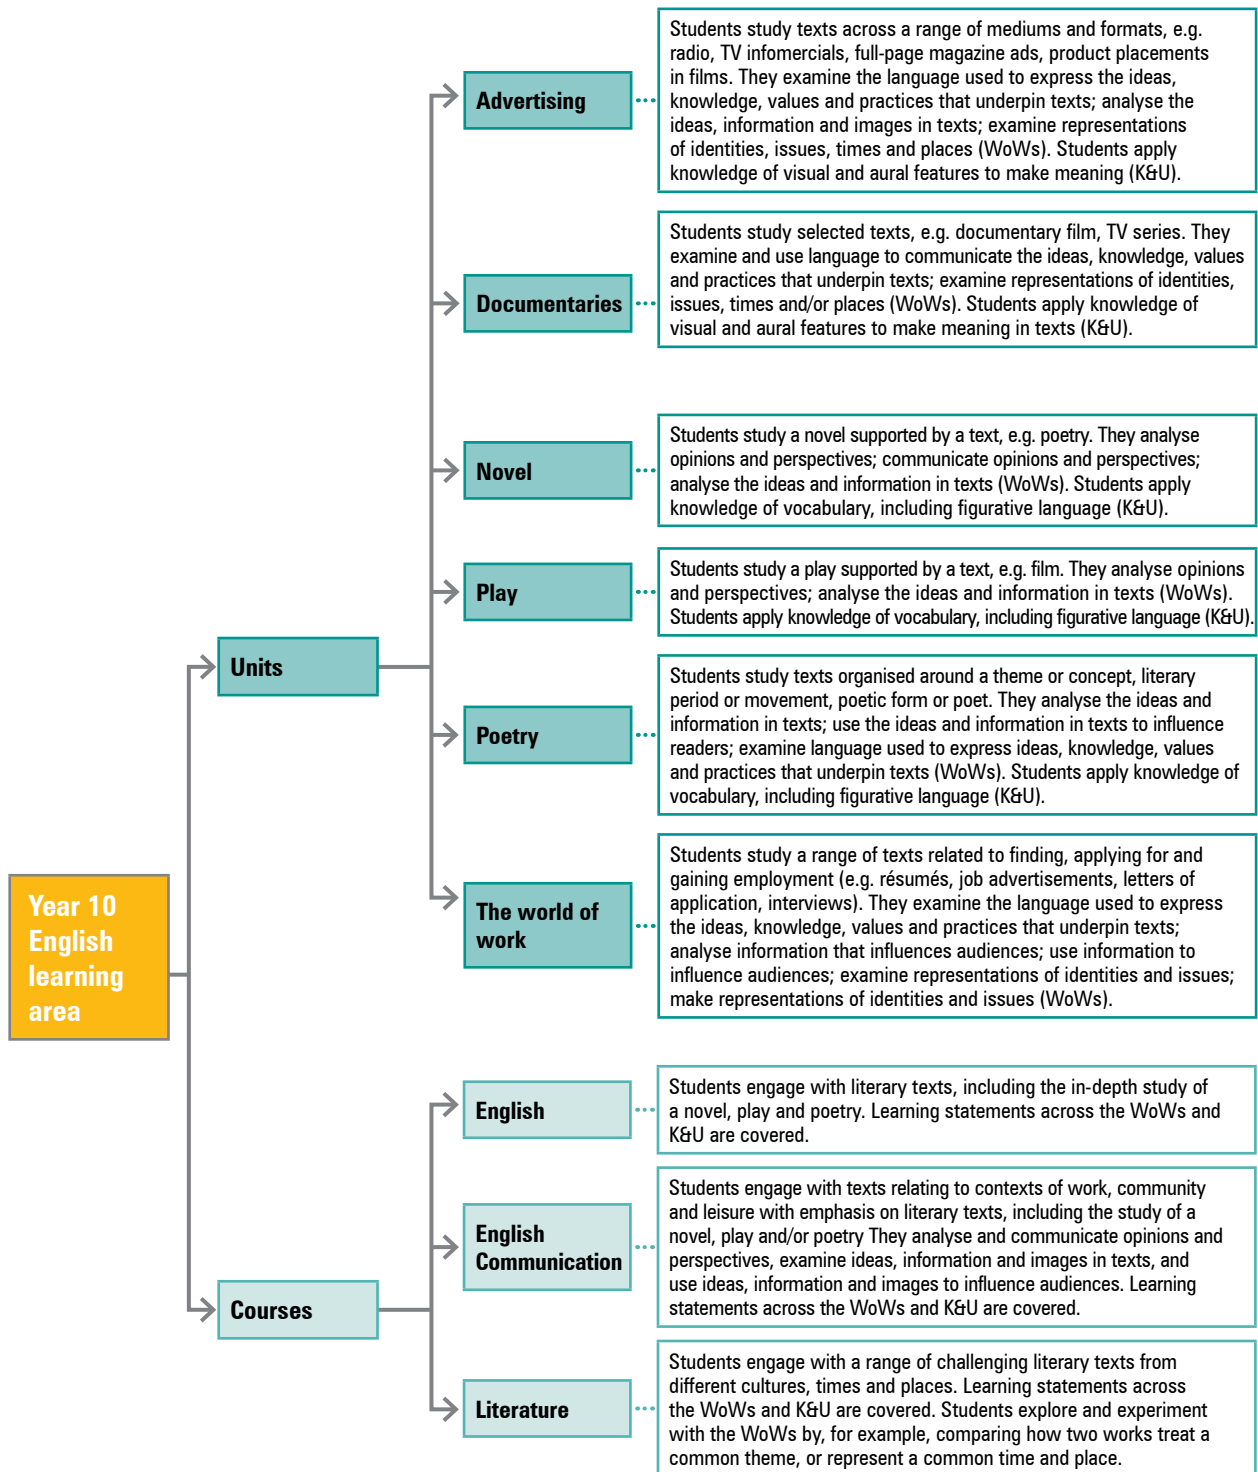 Year 10
English
learning
area
Units
Advertising
Students study texts across a range of mediums and formats, e.g.
radio, TV infomercials, full-page magazine ads, product placements
in films. They examine the language used to express the ideas,
knowledge, values and practices that underpin texts; analyse the
ideas, information and images in texts; examine representations
of identities, issues, times and places (WoWs). Students apply
knowledge of visual and aural features to make meaning (K&U).
Documentaries
Students study selected texts, e.g. documentary film, TV series. They
examine and use language to communicate the ideas, knowledge, values
and practices that underpin texts; examine representations of identities,
issues, times and/or places (WoWs). Students apply knowledge of
visual and aural features to make meaning in texts (K&U).
Novel
Students study a novel supported by a text, e.g. poetry. They analyse
opinions and perspectives; communicate opinions and perspectives;
analyse the ideas and information in texts (WoWs). Students apply
knowledge of vocabulary, including figurative language (K&U).
Play
Students study a play supported by a text, e.g. film. They analyse opinions
and perspectives; analyse the ideas and information in texts (WoWs).
Students apply knowledge of vocabulary, including figurative language (K&U).
Poetry
Students study texts organised around a theme or concept, literary
period or movement, poetic form or poet. They analyse the ideas and
information in texts; use the ideas and information in texts to influence
readers; examine language used to express ideas, knowledge, values
and practices that underpin texts (WoWs). Students apply knowledge of
vocabulary, including figurative language (K&U).
The world of
work
Students study a range of texts related to finding, applying for and
gaining employment (e.g. résumés, job advertisements, letters of
application, interviews). They examine the language used to express
the ideas, knowledge, values and practices that underpin texts;
analyse information that influences audiences; use information to
influence audiences; examine representations of identities and issues;
make representations of identities and issues (WoWs).
Courses
English
Students engage with literary texts, including the in-depth study of
a novel, play and poetry. Learning statements across the WoWs and
K&U are covered.
English
Communication
Students engage with texts relating to contexts of work, community
and leisure with emphasis on literary texts, including the study of a
novel, play and/or poetry They analyse and communicate opinions and
perspectives, examine ideas, information and images in texts, and
use ideas, information and images to influence audiences. Learning
statements across the WoWs and K&U are covered.
Literature
Students engage with a range of challenging literary texts from
different cultures, times and places. Learning statements across
the WoWs and K&U are covered. Students explore and experiment
with the WoWs by, for example, comparing how two works treat a
common theme, or represent a common time and place.